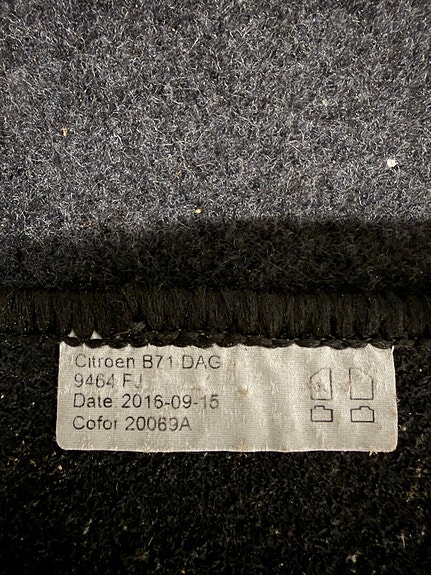 Citroen B71 DAG
9464 FJ
Date 2016-09-15
Cofor 20069A